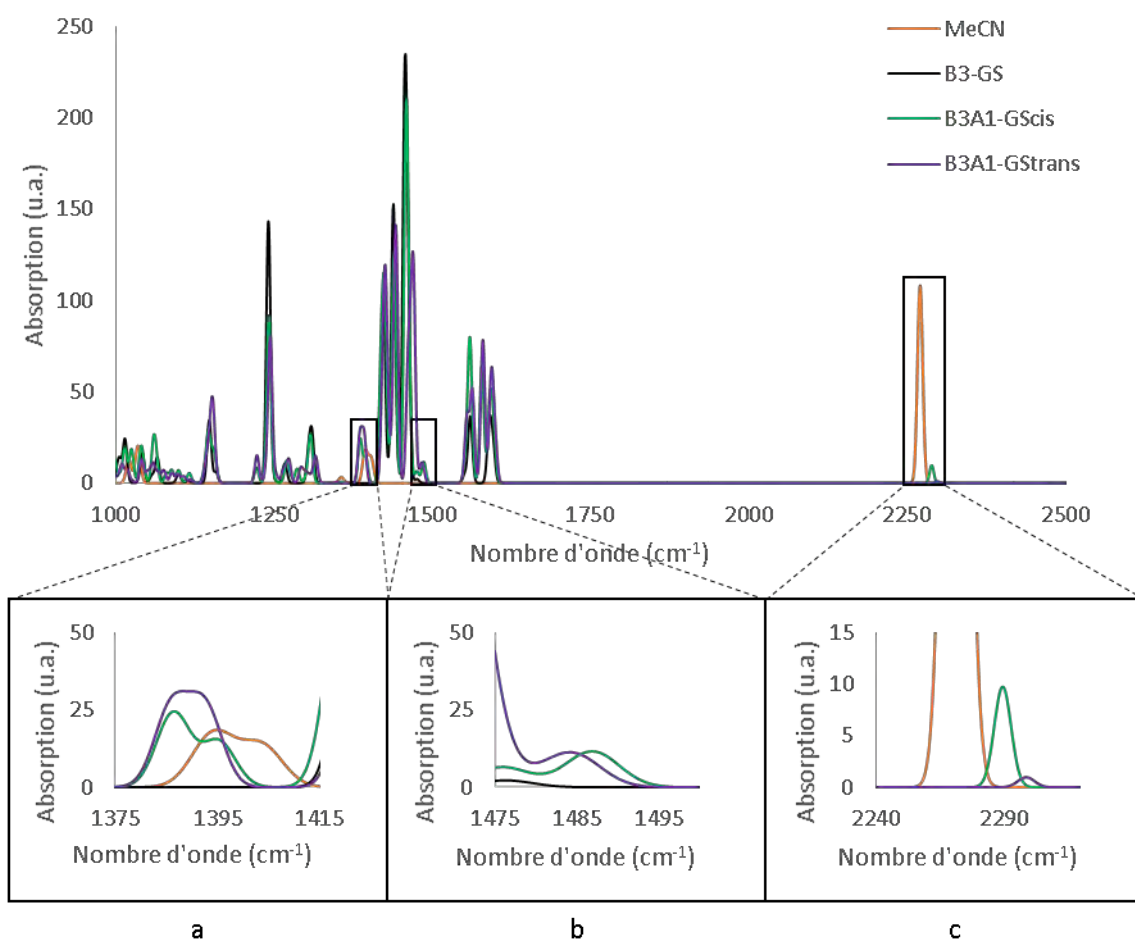 250
200
150
100
50
0
Absorption (u.a.)
MeCN
B3-GS
B3A1-GScis
B3A1-GStrans
1000 1250 1500 1750 2000 2250 2500
Nombre d'onde (cm-1)
50
25
0
Absorption (u.a.)
1375 1395 1415
Nombre d'onde (cm-1)
50
25
0
Absorption (u.a.)
1475 1485 1495
Nombre d'onde (cm-1)
15
10
5
0
Absorption (u.a.)
2240 2290
Nombre d'onde (cm-1)
a b c